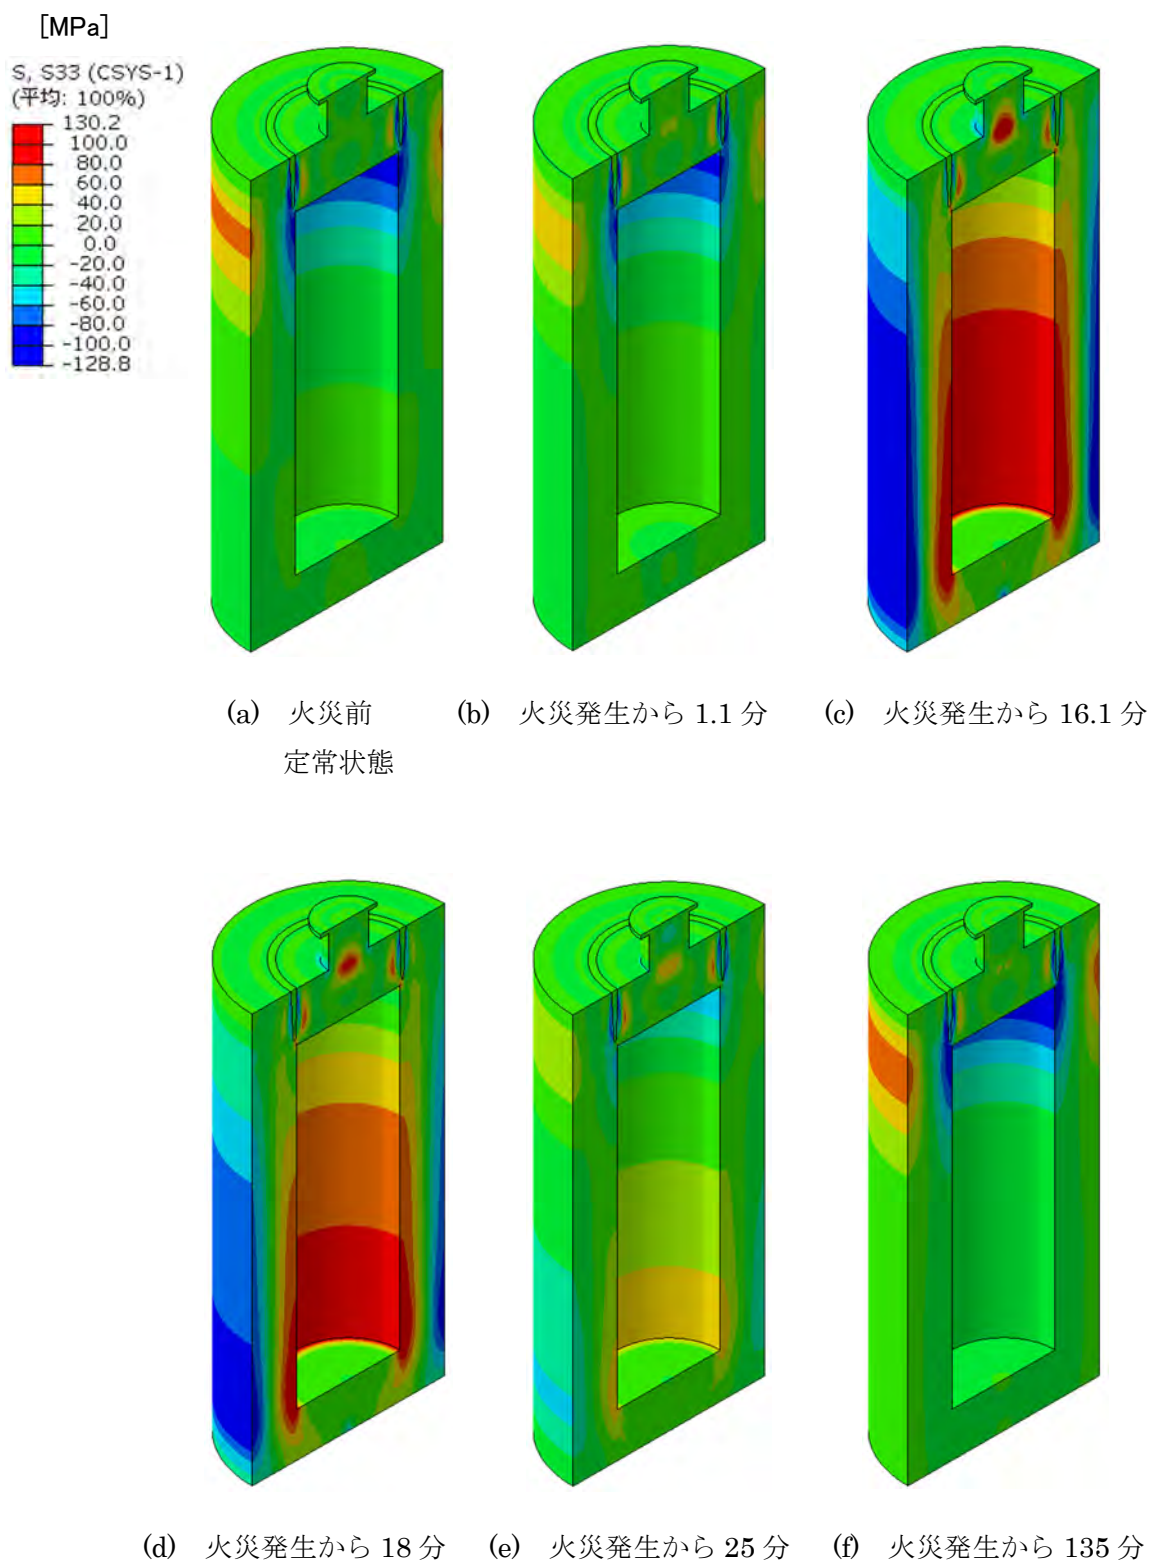 [MPa]
S, S33 (CSYS-1)
(平均: 100%)
130.2
100.0
80.0
60.0
40.0
20.0
0.0
-20.0
-40.0
-60.0
-80.0
-100.0
-128.8
(a) 火災前
定常状態
(b) 火災発生から 1.1 分
(c) 火災発生から 16.1 分
(d) 火災発生から 18 分
(e) 火災発生から 25 分
(f) 火災発生から 135 分